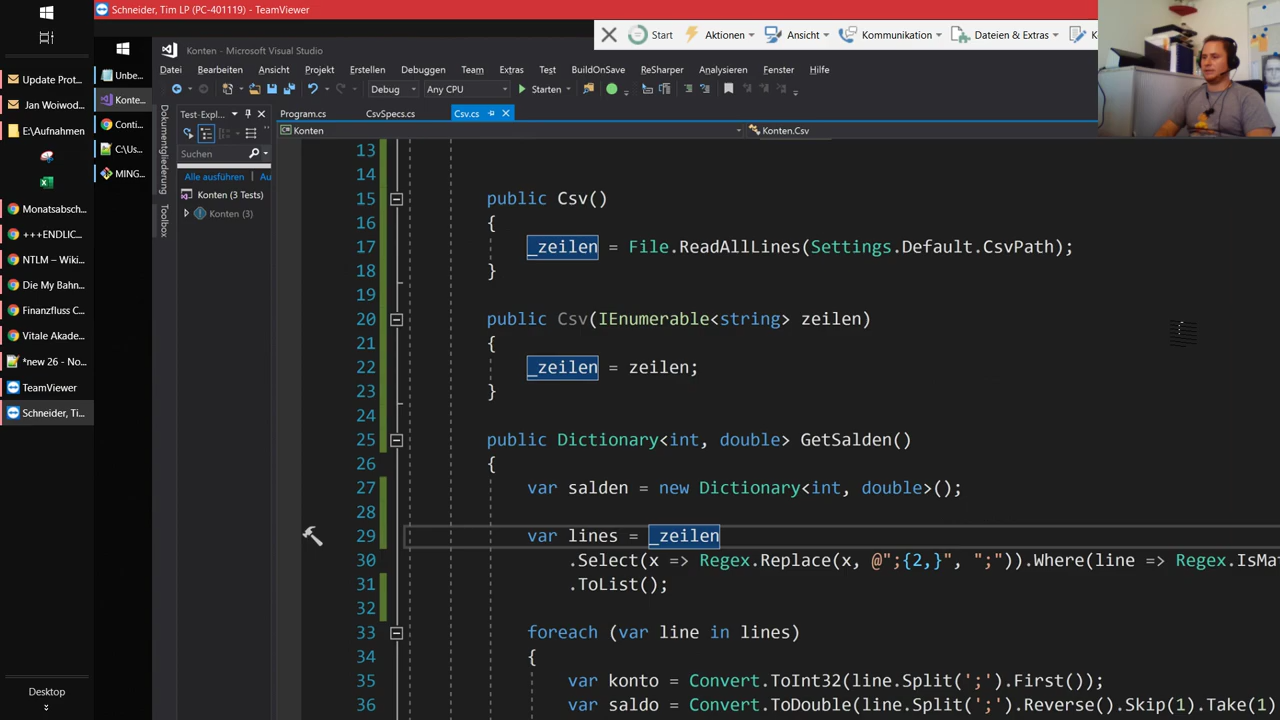 Schneider, Tim LP (PC-401119) - TeamViewer
Start
Aktionen
Ansicht
Kommunikation
Dateien & Extras
Update Prot...
Jan Woiwod...
E:\Aufnahmen
Monatsabsch...
+++ENDLIC...
NTLM – Wiki...
Die My Bahn...
Finanzfluss C...
Vitale Akade...
*new 26 - No...
TeamViewer
Schneider, Ti...
Desktop
Unbe...
Konte...
Conti...
C:\Us...
MING...
Konten - Microsoft Visual Studio
Datei Bearbeiten Ansicht Projekt Erstellen Debuggen Team Extras Test BuildOnSave ReSharper Analysieren Fenster Hilfe
Debug Any CPU Starten
Dokumentgliederung
Toolbox
Test-Expl...
Suchen
Alle ausführen Au
Konten (3 Tests)
Konten (3)
Program.cs CsvSpecs.cs Csv.cs
Konten Konten.Csv
13
14
15 public Csv()
16 {
17 _zeilen = File.ReadAllLines(Settings.Default.CsvPath);
18 }
19
20 public Csv(IEnumerable<string> zeilen)
21 {
22 _zeilen = zeilen;
23 }
24
25 public Dictionary<int, double> GetSalden()
26 {
27 var salden = new Dictionary<int, double>();
28
29 var lines = _zeilen
30 .Select(x => Regex.Replace(x, @";{2,}", ";")).Where(line => Regex.IsMa
31 .ToList();
32
33 foreach (var line in lines)
34 {
35 var konto = Convert.ToInt32(line.Split(';').First());
36 var saldo = Convert.ToDouble(line.Split(';').Reverse().Skip(1).Take(1)